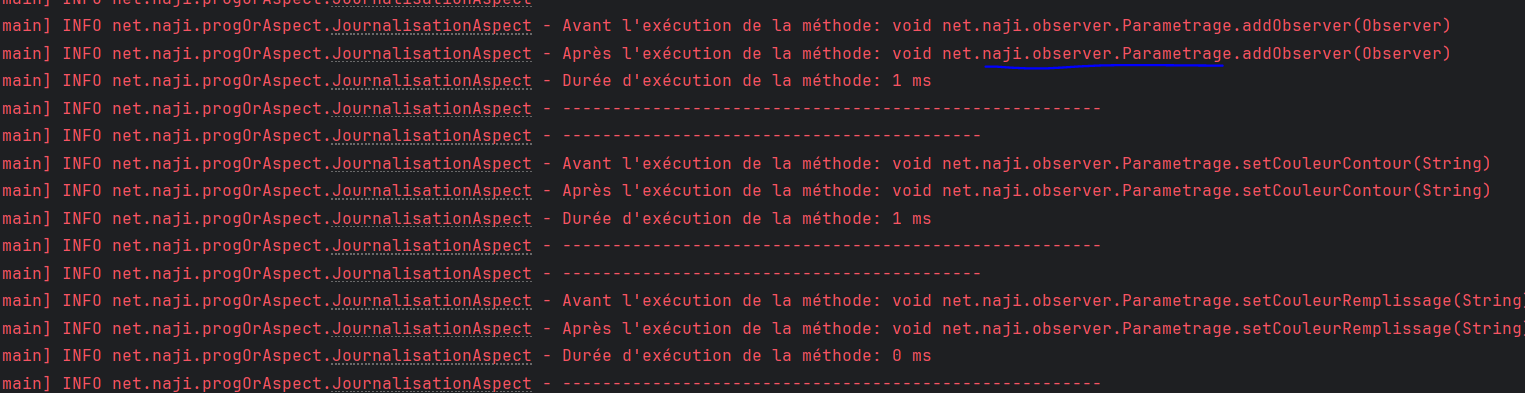 main] INFO net.naji.progOrAspect.JournalisationAspect
main] INFO net.naji.progOrAspect.JournalisationAspect - Avant l'exécution de la méthode: void net.naji.observer.Parametrage.addObserver(Observer)
main] INFO net.naji.progOrAspect.JournalisationAspect - Après l'exécution de la méthode: void net.naji.observer.Parametrage.addObserver(Observer)
main] INFO net.naji.progOrAspect.JournalisationAspect - Durée d'exécution de la méthode: 1 ms
main] INFO net.naji.progOrAspect.JournalisationAspect - ------------------------------------------------------
main] INFO net.naji.progOrAspect.JournalisationAspect - ------------------------------------------
main] INFO net.naji.progOrAspect.JournalisationAspect - Avant l'exécution de la méthode: void net.naji.observer.Parametrage.setCouleurContour(String)
main] INFO net.naji.progOrAspect.JournalisationAspect - Après l'exécution de la méthode: void net.naji.observer.Parametrage.setCouleurContour(String)
main] INFO net.naji.progOrAspect.JournalisationAspect - Durée d'exécution de la méthode: 1 ms
main] INFO net.naji.progOrAspect.JournalisationAspect - ------------------------------------------------------
main] INFO net.naji.progOrAspect.JournalisationAspect - ------------------------------------------
main] INFO net.naji.progOrAspect.JournalisationAspect - Avant l'exécution de la méthode: void net.naji.observer.Parametrage.setCouleurRemplissage(String)
main] INFO net.naji.progOrAspect.JournalisationAspect - Après l'exécution de la méthode: void net.naji.observer.Parametrage.setCouleurRemplissage(String
main] INFO net.naji.progOrAspect.JournalisationAspect - Durée d'exécution de la méthode: 0 ms
main] INFO net.naji.progOrAspect.JournalisationAspect - ------------------------------------------------------